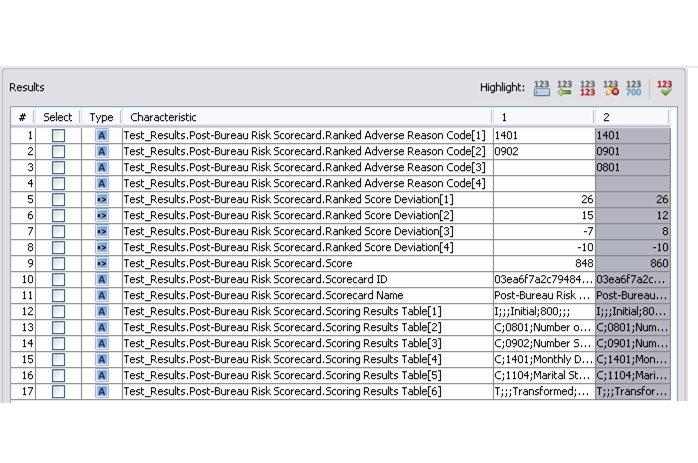 Results Highlight: 123 123 123 123 123 123
123 700
# Select Type Characteristic 1 2
1 A Test_Results.Post-Bureau Risk Scorecard.Ranked Adverse Reason Code[1] 1401 1401
2 A Test_Results.Post-Bureau Risk Scorecard.Ranked Adverse Reason Code[2] 0902 0901
3 A Test_Results.Post-Bureau Risk Scorecard.Ranked Adverse Reason Code[3] 0801
4 A Test_Results.Post-Bureau Risk Scorecard.Ranked Adverse Reason Code[4]
5 Test_Results.Post-Bureau Risk Scorecard.Ranked Score Deviation[1] 26 26
6 Test_Results.Post-Bureau Risk Scorecard.Ranked Score Deviation[2] 15 12
7 Test_Results.Post-Bureau Risk Scorecard.Ranked Score Deviation[3] -7 8
8 Test_Results.Post-Bureau Risk Scorecard.Ranked Score Deviation[4] -10 -10
9 Test_Results.Post-Bureau Risk Scorecard.Score 848 860
10 A Test_Results.Post-Bureau Risk Scorecard.Scorecard ID 03ea6f7a2c79484... 03ea6f7a2c...
11 A Test_Results.Post-Bureau Risk Scorecard.Scorecard Name Post-Bureau Risk ... Post-Bureau...
12 A Test_Results.Post-Bureau Risk Scorecard.Scoring Results Table[1] I;;;Initial;800;;; I;;;Initial;80...
13 A Test_Results.Post-Bureau Risk Scorecard.Scoring Results Table[2] C;0801;Number o... C;0801;Num...
14 A Test_Results.Post-Bureau Risk Scorecard.Scoring Results Table[3] C;0902;Number S... C;0901;Num...
15 A Test_Results.Post-Bureau Risk Scorecard.Scoring Results Table[4] C;1401;Monthly D... C;1401;Mon...
16 A Test_Results.Post-Bureau Risk Scorecard.Scoring Results Table[5] C;1104;Marital St... C;1104;Mari...
17 A Test_Results.Post-Bureau Risk Scorecard.Scoring Results Table[6] T;;;Transformed;... T;;;Transfor...